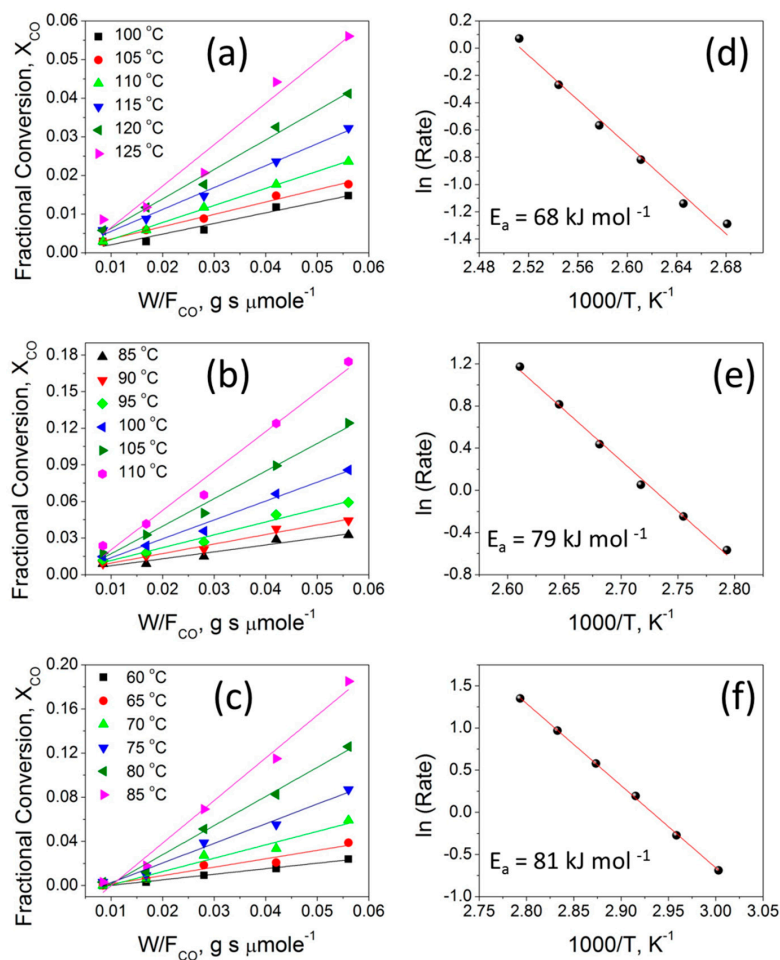 (a)
100 °C
105 °C
110 °C
115 °C
120 °C
125 °C
0.06
0.05
0.04
0.03
0.02
0.01
0.00
Fractional Conversion, X_CO
0.01 0.02 0.03 0.04 0.05 0.06
W/F_CO, g s μmole⁻¹
(d)
0.2
0.0
-0.2
-0.4
-0.6
-0.8
-1.0
-1.2
-1.4
ln (Rate)
E_a = 68 kJ mol ⁻¹
2.48 2.52 2.56 2.60 2.64 2.68
1000/T, K⁻¹
(b)
85 °C
90 °C
95 °C
100 °C
105 °C
110 °C
0.18
0.15
0.12
0.09
0.06
0.03
0.00
Fractional Conversion, X_CO
0.01 0.02 0.03 0.04 0.05 0.06
W/F_CO, g s μmole⁻¹
(e)
1.2
0.8
0.4
0.0
-0.4
-0.8
ln (Rate)
E_a = 79 kJ mol ⁻¹
2.60 2.65 2.70 2.75 2.80
1000/T, K⁻¹
(c)
60 °C
65 °C
70 °C
75 °C
80 °C
85 °C
0.20
0.16
0.12
0.08
0.04
0.00
Fractional Conversion, X_CO
0.01 0.02 0.03 0.04 0.05 0.06
W/F_CO, g s μmole⁻¹
(f)
1.5
1.0
0.5
0.0
-0.5
-1.0
ln (Rate)
E_a = 81 kJ mol ⁻¹
2.75 2.80 2.85 2.90 2.95 3.00 3.05
1000/T, K⁻¹